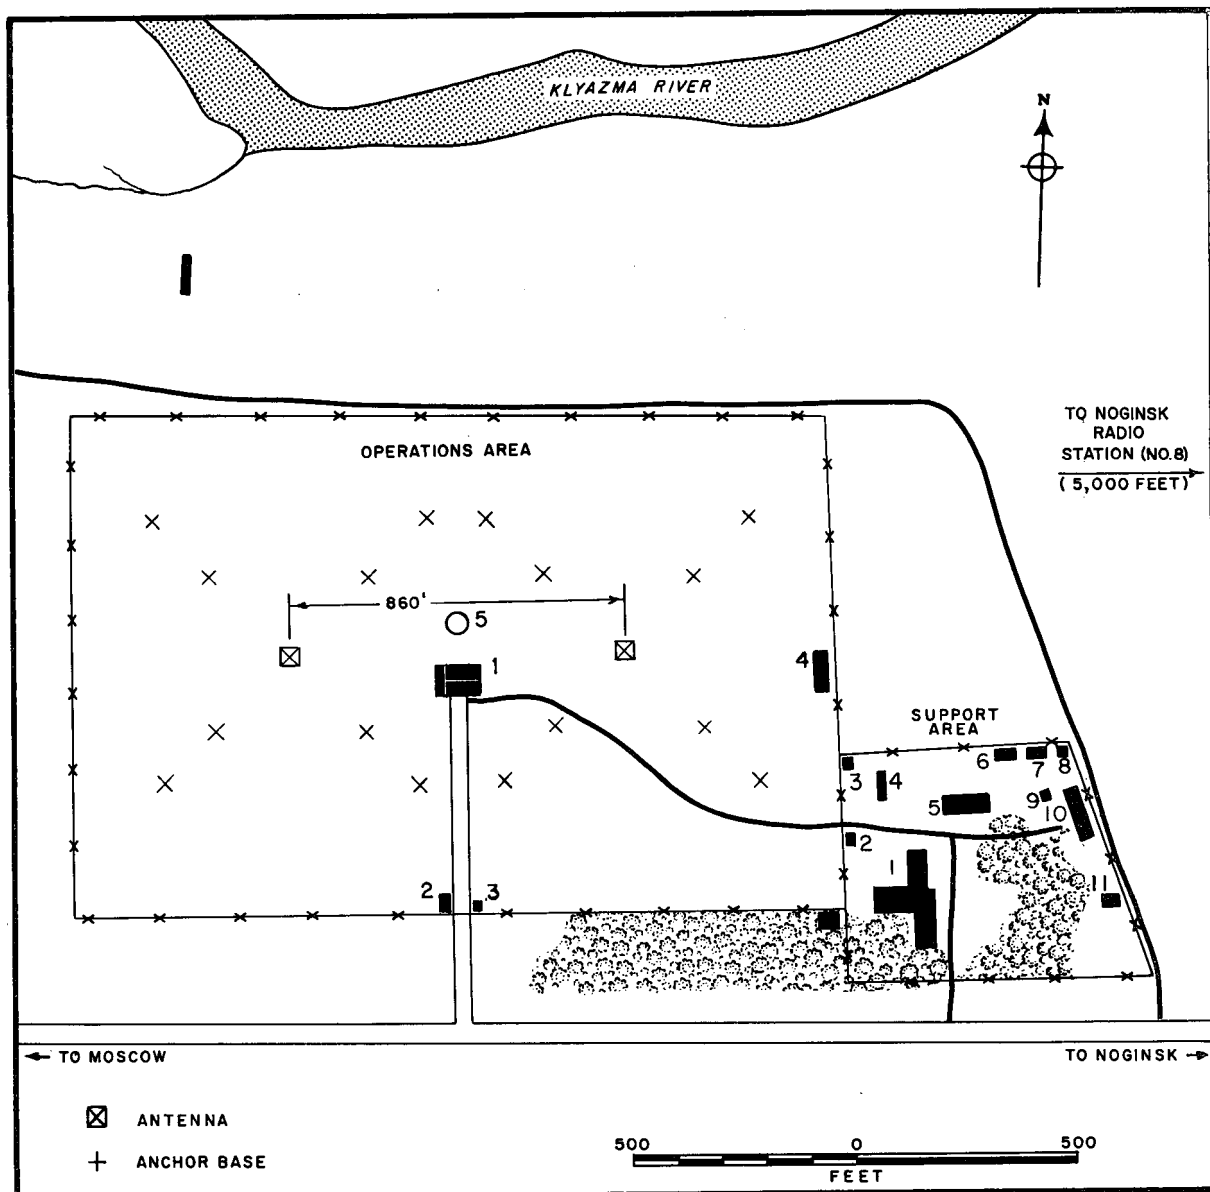 KLYAZMA RIVER
N
TO NOGINSK
RADIO
STATION (NO.8)
(5,000 FEET)
OPERATIONS AREA
860'
5
1
4
SUPPORT
AREA
6
7
8
3
4
5
9
10
2
1
11
2
3
← TO MOSCOW
TO NOGINSK →
ANTENNA
ANCHOR BASE
500 0 500
FEET